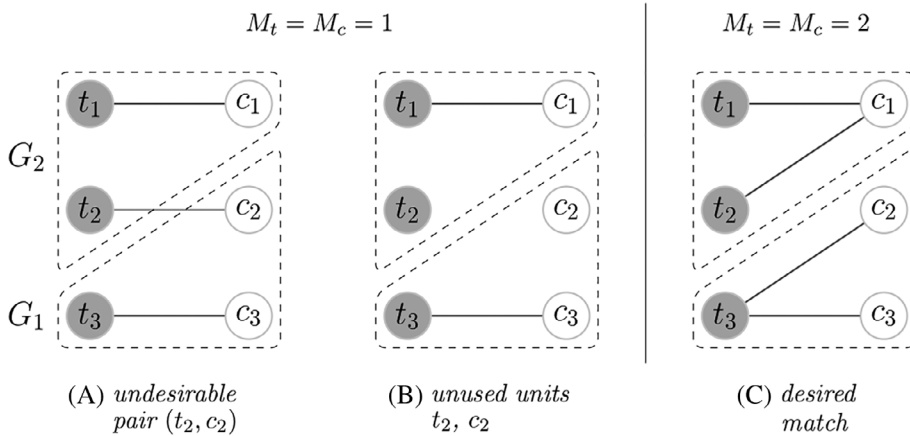 M_t = M_c = 1
M_t = M_c = 2
G_2
G_1
t_1 c_1
t_2 c_2
t_3 c_3
t_1 c_1
t_2 c_2
t_3 c_3
t_1 c_1
t_2 c_2
t_3 c_3
(A) undesirable
pair (t_2, c_2)
(B) unused units
t_2, c_2
(C) desired
match